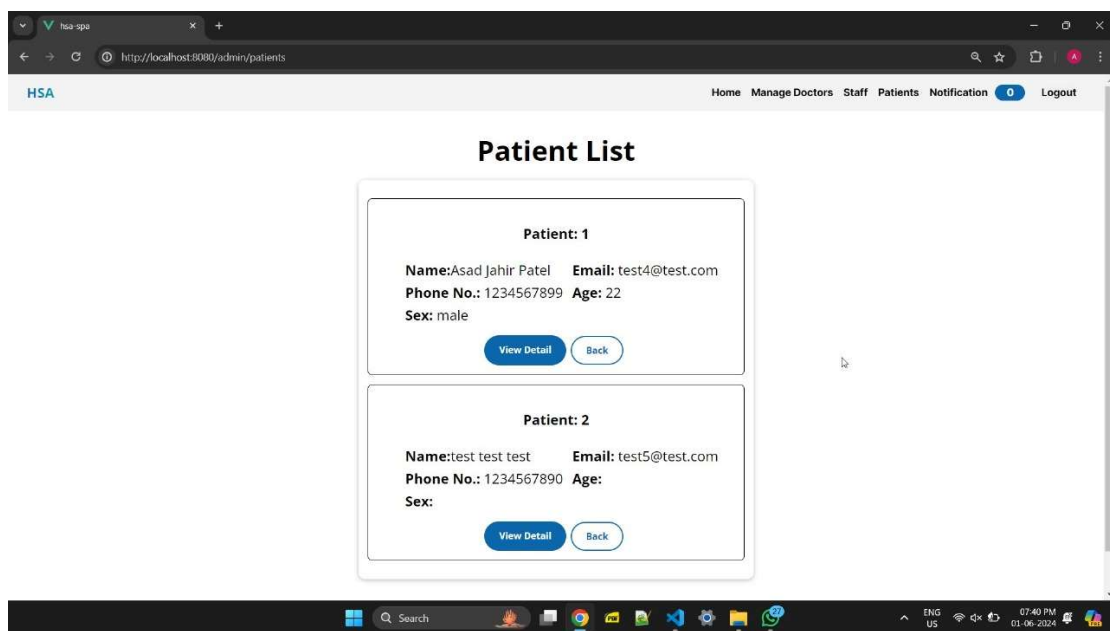 hsa-spa
http://localhost:8080/admin/patients
A
HSA Home Manage Doctors Staff Patients Notification 0 Logout
Patient List
Patient: 1
Name:Asad Jahir Patel Email: test4@test.com
Phone No.: 1234567899 Age: 22
Sex: male
View Detail Back
Patient: 2
Name:test test test Email: test5@test.com
Phone No.: 1234567890 Age:
Sex:
View Detail Back
Search 27 ENG 07:40 PM
US 01-06-2024